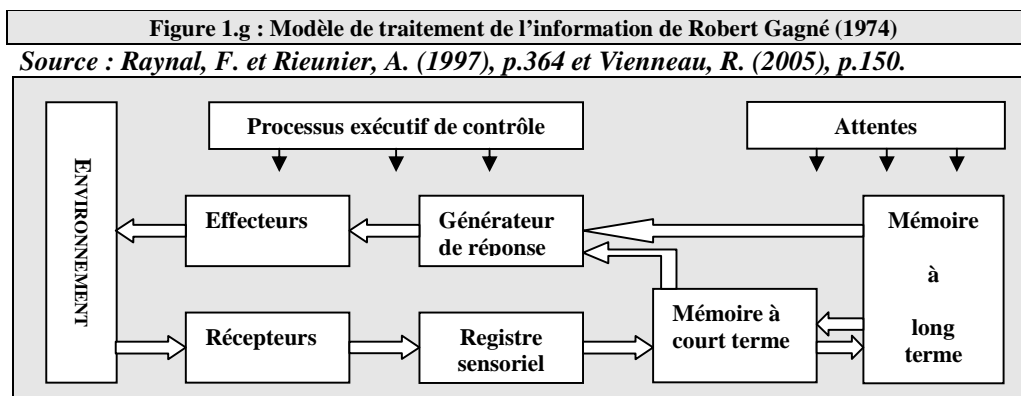 Figure 1.g : Modèle de traitement de l'information de Robert Gagné (1974)
Source : Raynal, F. et Rieunier, A. (1997), p.364 et Vienneau, R. (2005), p.150.
ENVIRONNEMENT
Processus exécutif de contrôle
Attentes
Effecteurs
Générateur
de réponse
Mémoire
à
long
terme
Récepteurs
Registre
sensoriel
Mémoire à
court terme